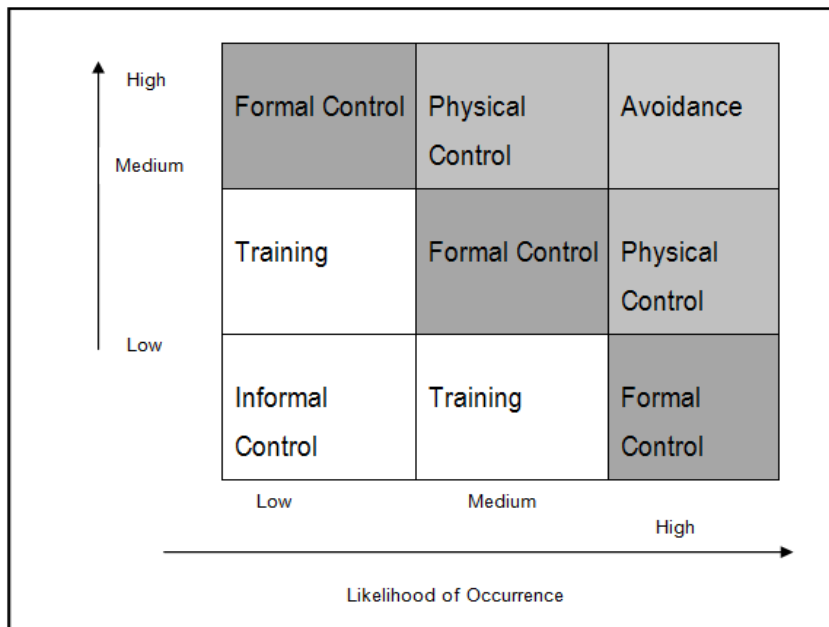 High
Formal Control
Physical
Control
Avoidance
Medium
Training
Formal Control
Physical
Control
Low
Informal
Control
Training
Formal
Control
Low
Medium
High
Likelihood of Occurrence